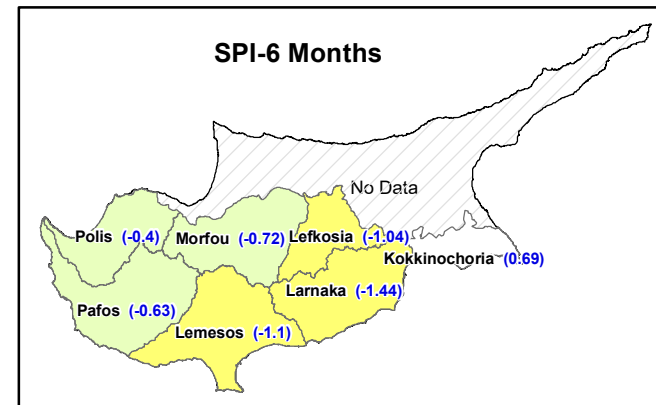 SPI-6 Months
No Data
Polis (-0.4)
Morfou (-0.72)
Lefkosia (-1.04)
Kokkinochoria (0.69)
Pafos (-0.63)
Larnaka (-1.44)
Lemesos (-1.1)